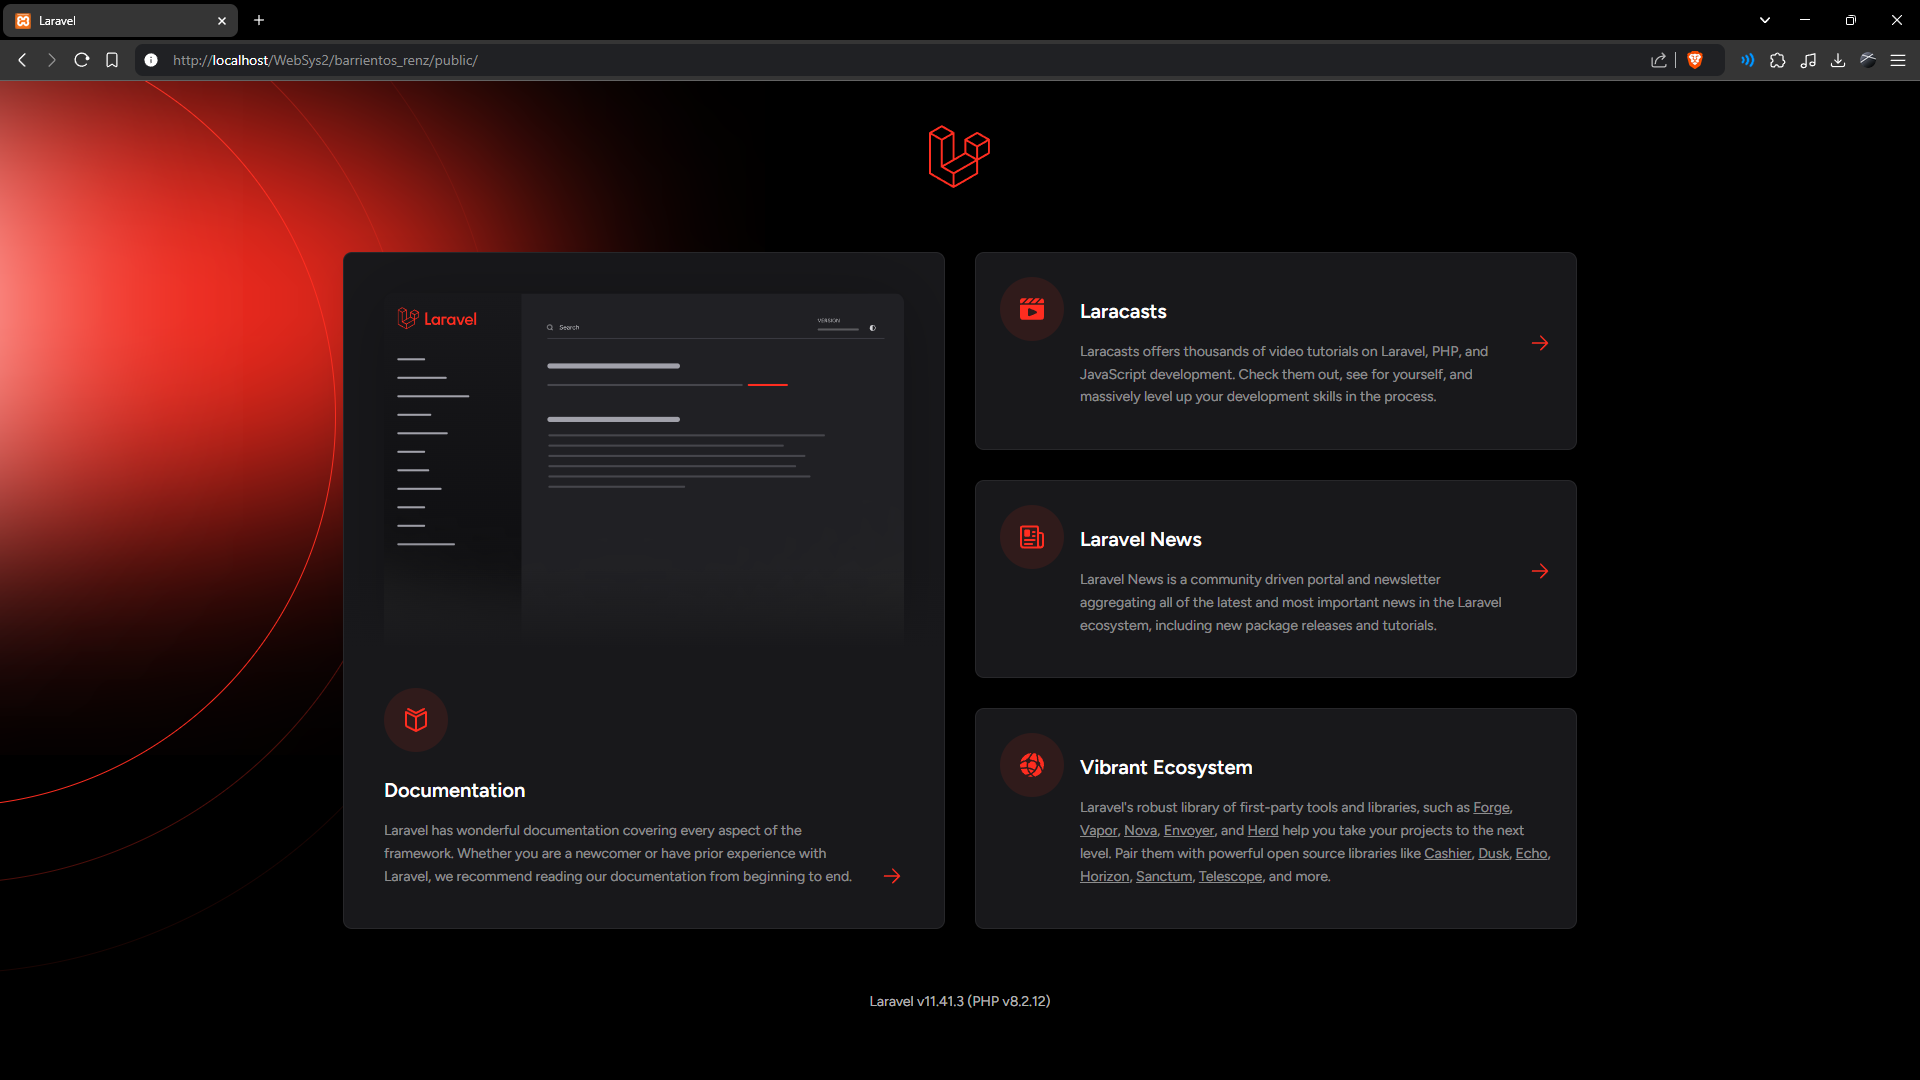 Laravel
http://localhost/WebSys2/barrientos_renz/public/
Laravel
Search
VERSION
Documentation
Laravel has wonderful documentation covering every aspect of the
framework. Whether you are a newcomer or have prior experience with
Laravel, we recommend reading our documentation from beginning to end.
Laracasts
Laracasts offers thousands of video tutorials on Laravel, PHP, and
JavaScript development. Check them out, see for yourself, and
massively level up your development skills in the process.
Laravel News
Laravel News is a community driven portal and newsletter
aggregating all of the latest and most important news in the Laravel
ecosystem, including new package releases and tutorials.
Vibrant Ecosystem
Laravel's robust library of first-party tools and libraries, such as Forge,
Vapor, Nova, Envoyer, and Herd help you take your projects to the next
level. Pair them with powerful open source libraries like Cashier, Dusk, Echo,
Horizon, Sanctum, Telescope, and more.
Laravel v11.41.3 (PHP v8.2.12)